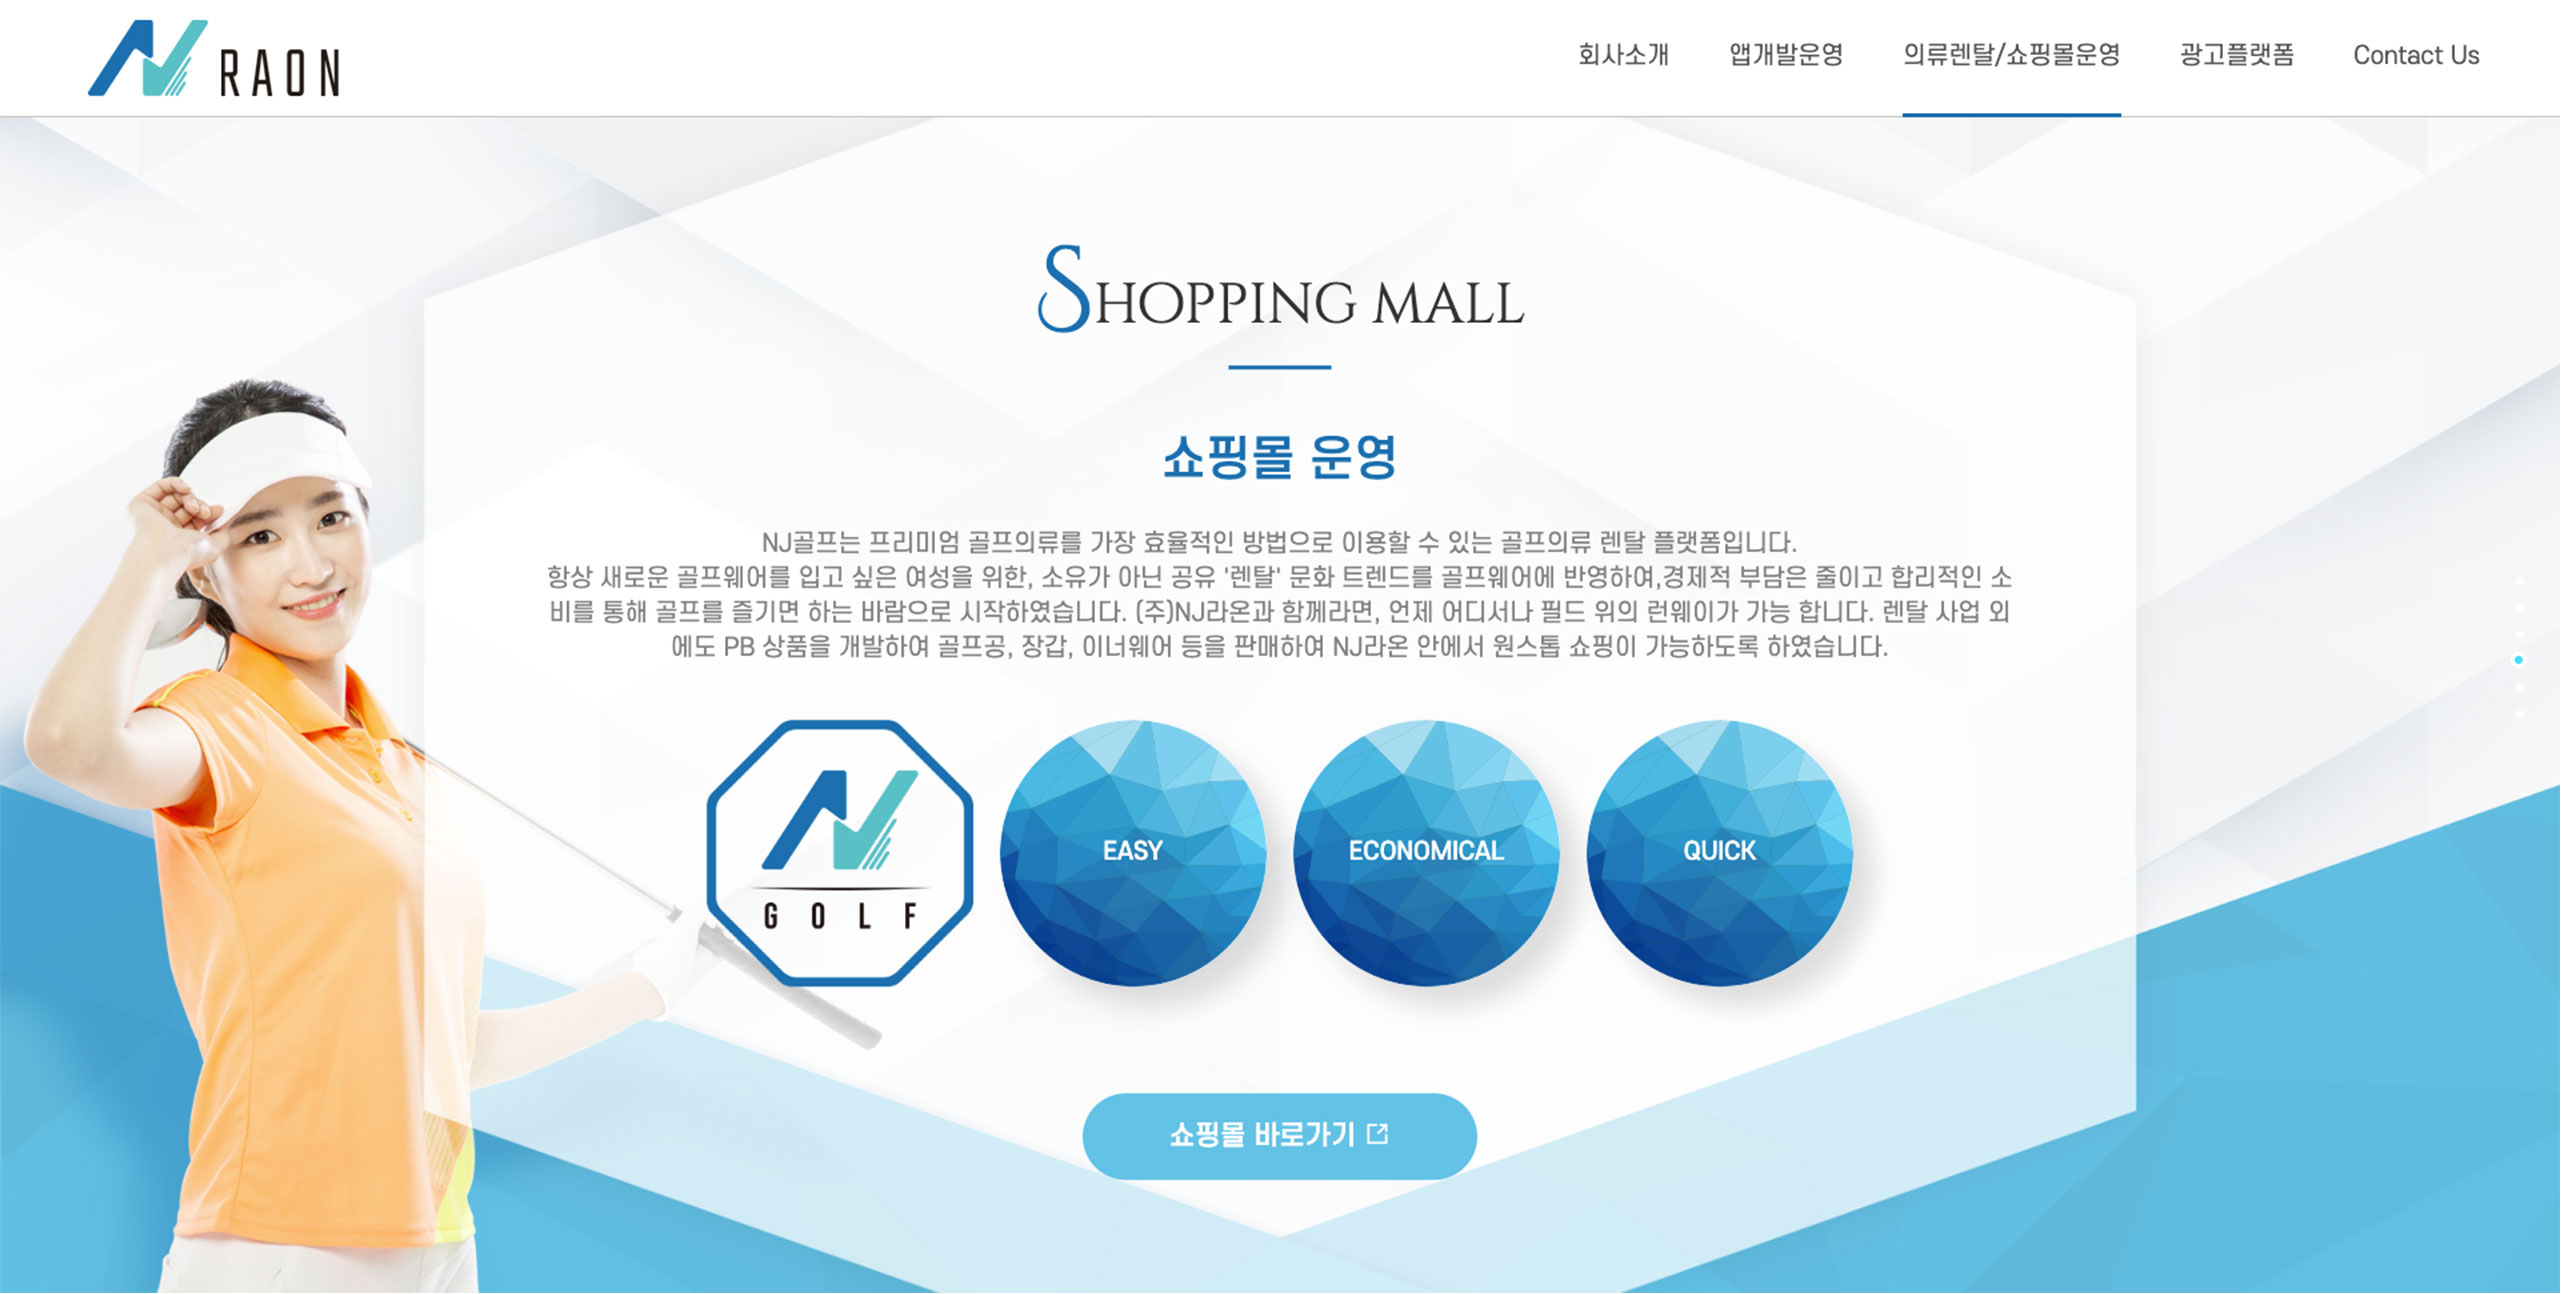 RAON
회사소개
앱개발운영
의류렌탈/쇼핑몰운영
광고플랫폼
Contact Us
SHOPPING MALL
쇼핑몰 운영
NJ골프는 프리미엄 골프의류를 가장 효율적인 방법으로 이용할 수 있는 골프의류 렌탈 플랫폼입니다.
항상 새로운 골프웨어를 입고 싶은 여성을 위한, 소유가 아닌 공유 '렌탈' 문화 트렌드를 골프웨어에 반영하여,경제적 부담은 줄이고 합리적인 소
비를 통해 골프를 즐기면 하는 바람으로 시작하였습니다. (주)NJ라온과 함께라면, 언제 어디서나 필드 위의 런웨이가 가능 합니다. 렌탈 사업 외
에도 PB 상품을 개발하여 골프공, 장갑, 이너웨어 등을 판매하여 NJ라온 안에서 원스톱 쇼핑이 가능하도록 하였습니다.
GOLF
EASY
ECONOMICAL
QUICK
쇼핑몰 바로가기